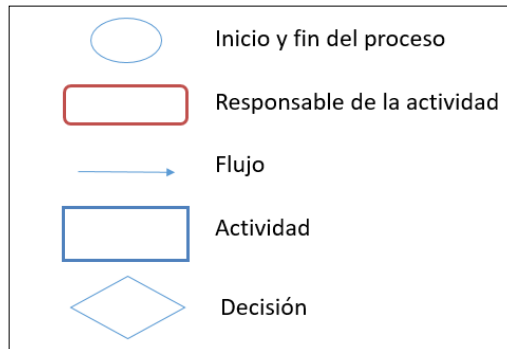 Inicio y fin del proceso
Responsable de la actividad
Flujo
Actividad
Decisión